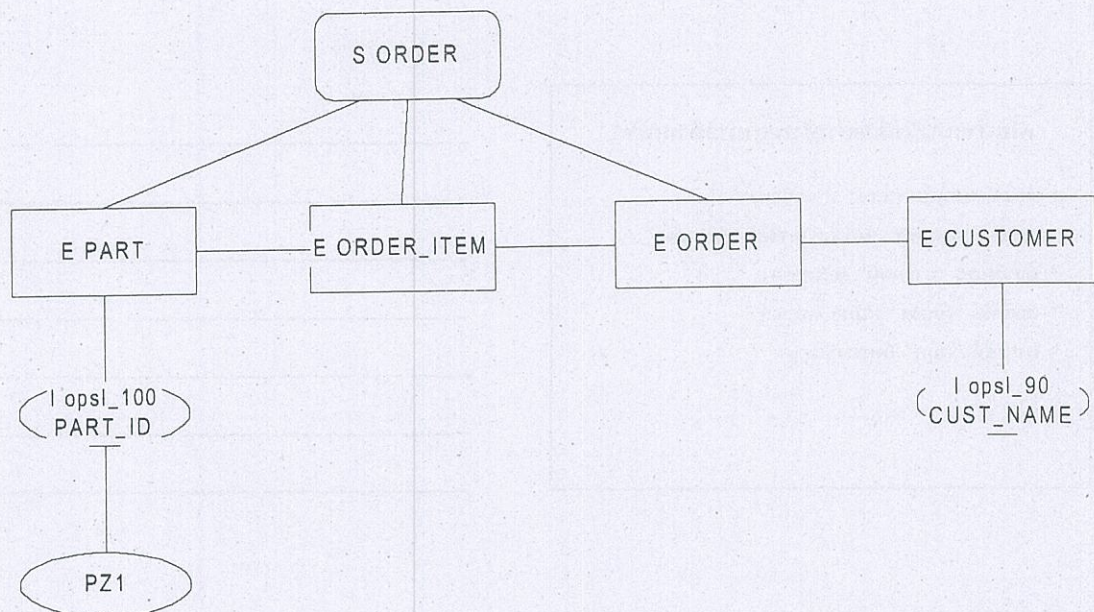 S ORDER
E PART
E ORDER_ITEM
E ORDER
E CUSTOMER
I opsl_100
PART_ID
I opsl_90
CUST_NAME
PZ1